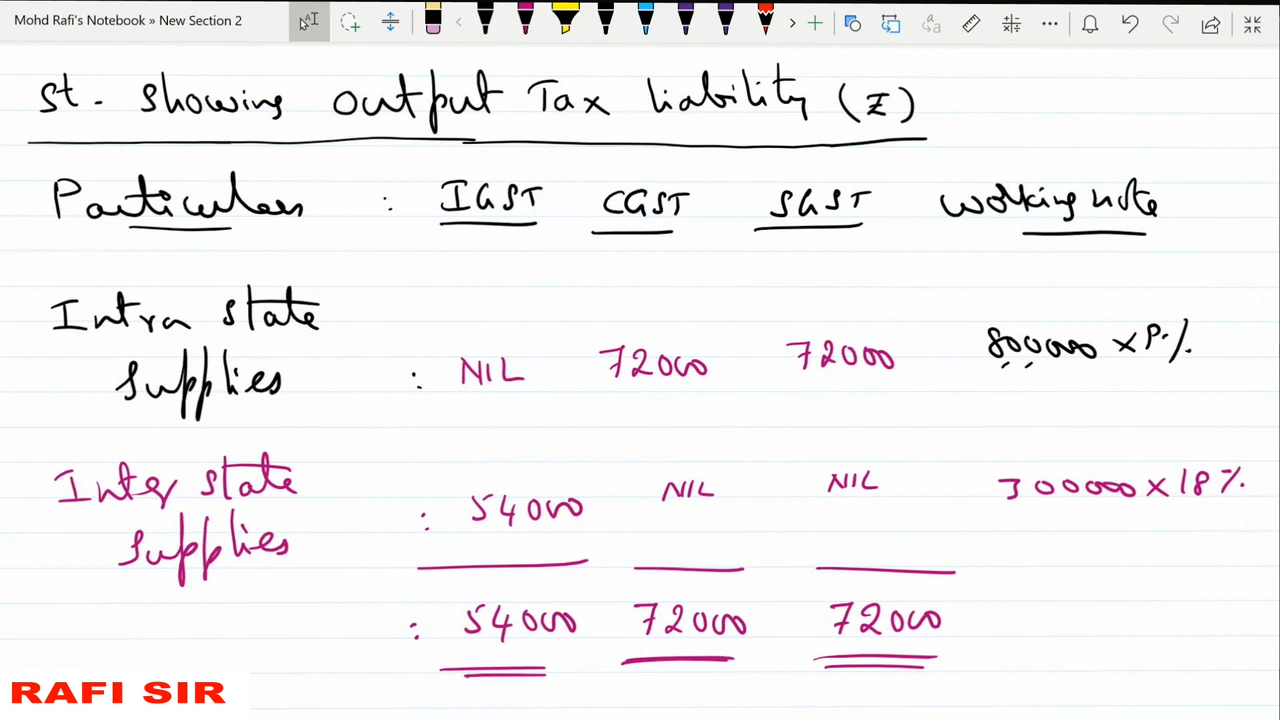 Mohd Rafi's Notebook » New Section 2
St. Showing Output Tax liability (₹)
Particulars : IGST CGST SGST Working note
Intra state
Supplies : NIL 72000 72000 800000 × 9%
Inter state
Supplies : 54000 NIL NIL 300000 × 18%
: 54000 72000 72000
RAFI SIR